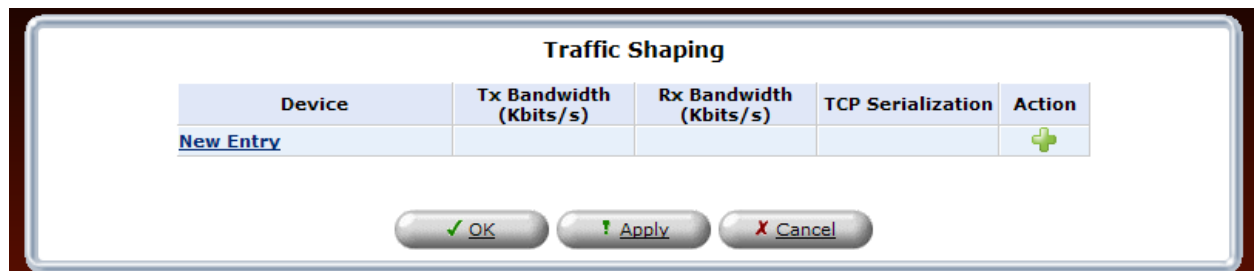 Traffic Shaping
Device
Tx Bandwidth
(Kbits/s)
Rx Bandwidth
(Kbits/s)
TCP Serialization
Action
New Entry
OK
Apply
Cancel